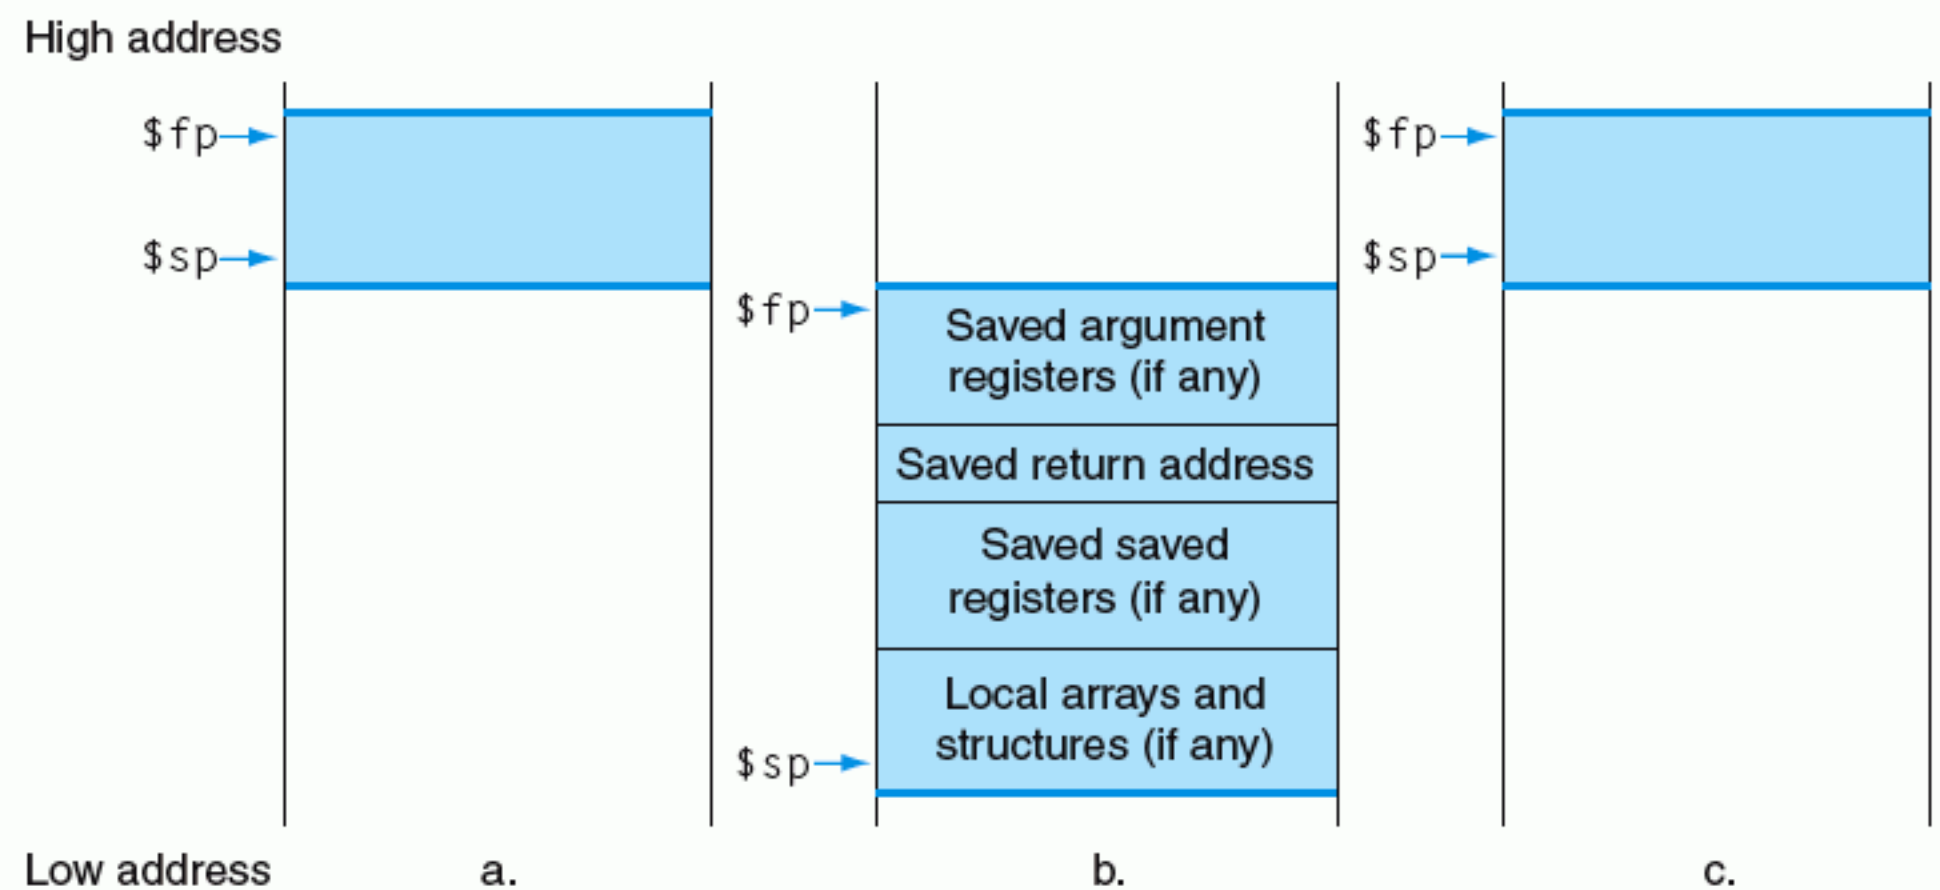 High address
$fp
$fp
$sp
$sp
$fp
Saved argument
registers (if any)
Saved return address
Saved saved
registers (if any)
Local arrays and
structures (if any)
$sp
Low address
a.
b.
c.